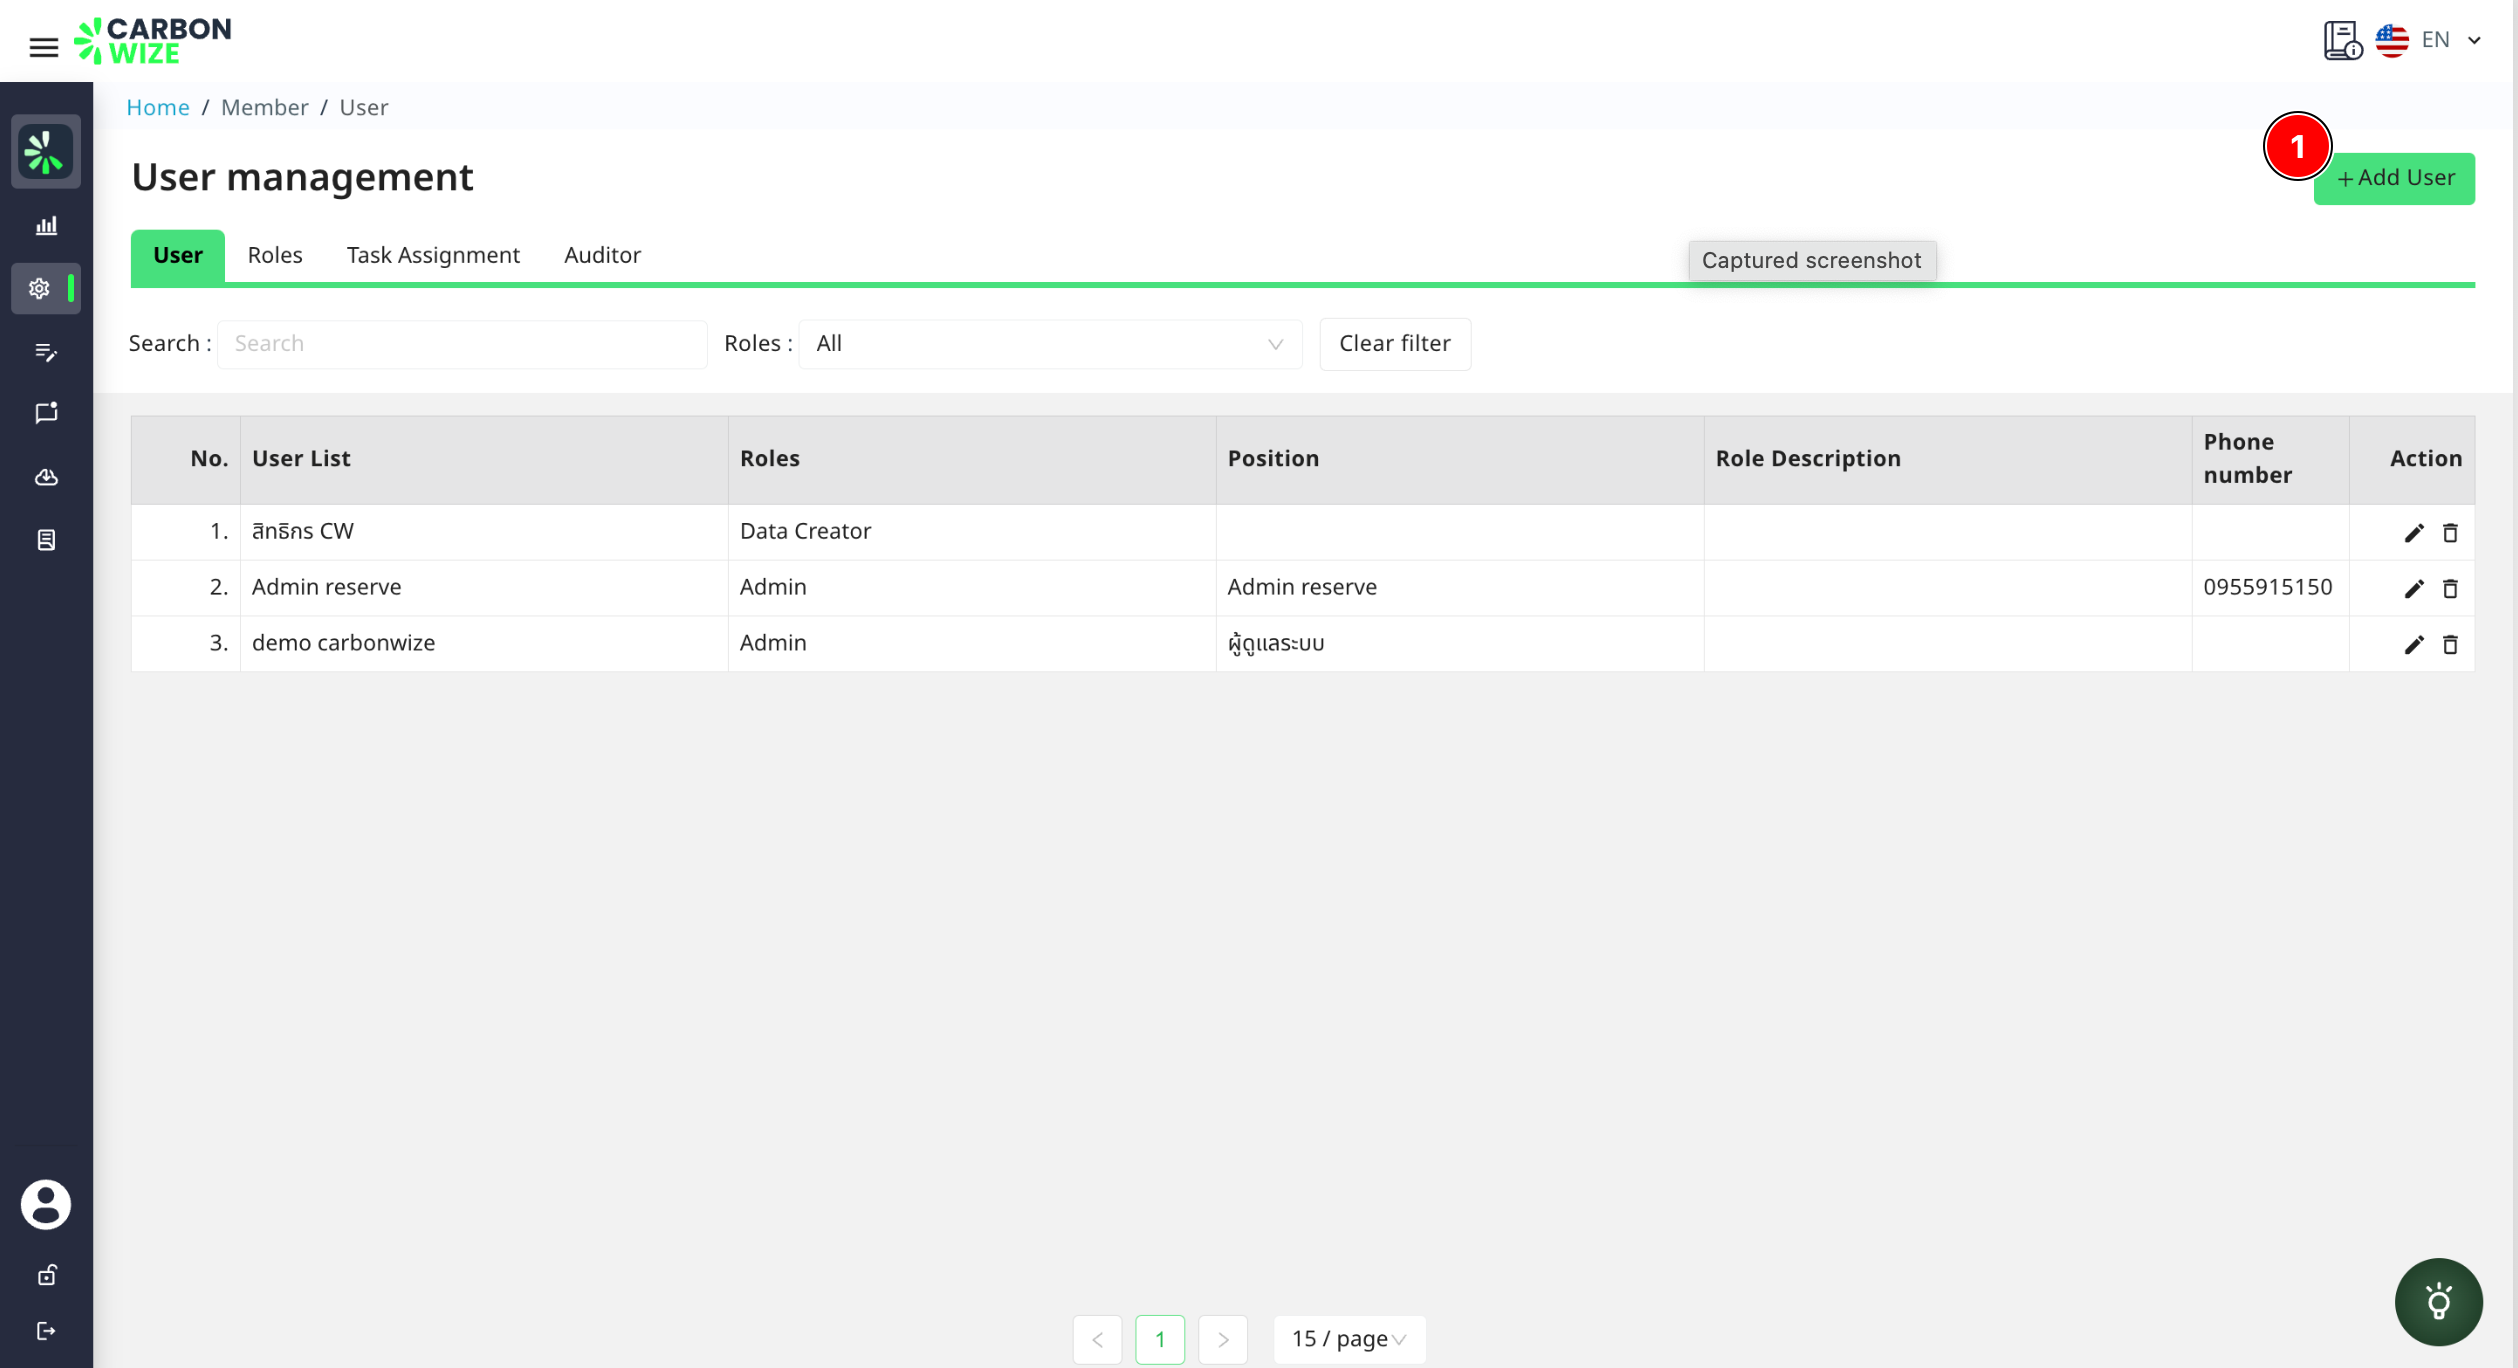 CARBON
WIZE
EN
Home / Member / User
1
User management
+ Add User
User
Roles
Task Assignment
Auditor
Captured screenshot
Search :
Search
Roles :
All
Clear filter
No.
User List
Roles
Position
Role Description
Phone
number
Action
1.
สิทธิกร CW
Data Creator
2.
Admin reserve
Admin
Admin reserve
0955915150
3.
demo carbonwize
Admin
ผู้ดูแลระบบ
<
1
>
15 / page